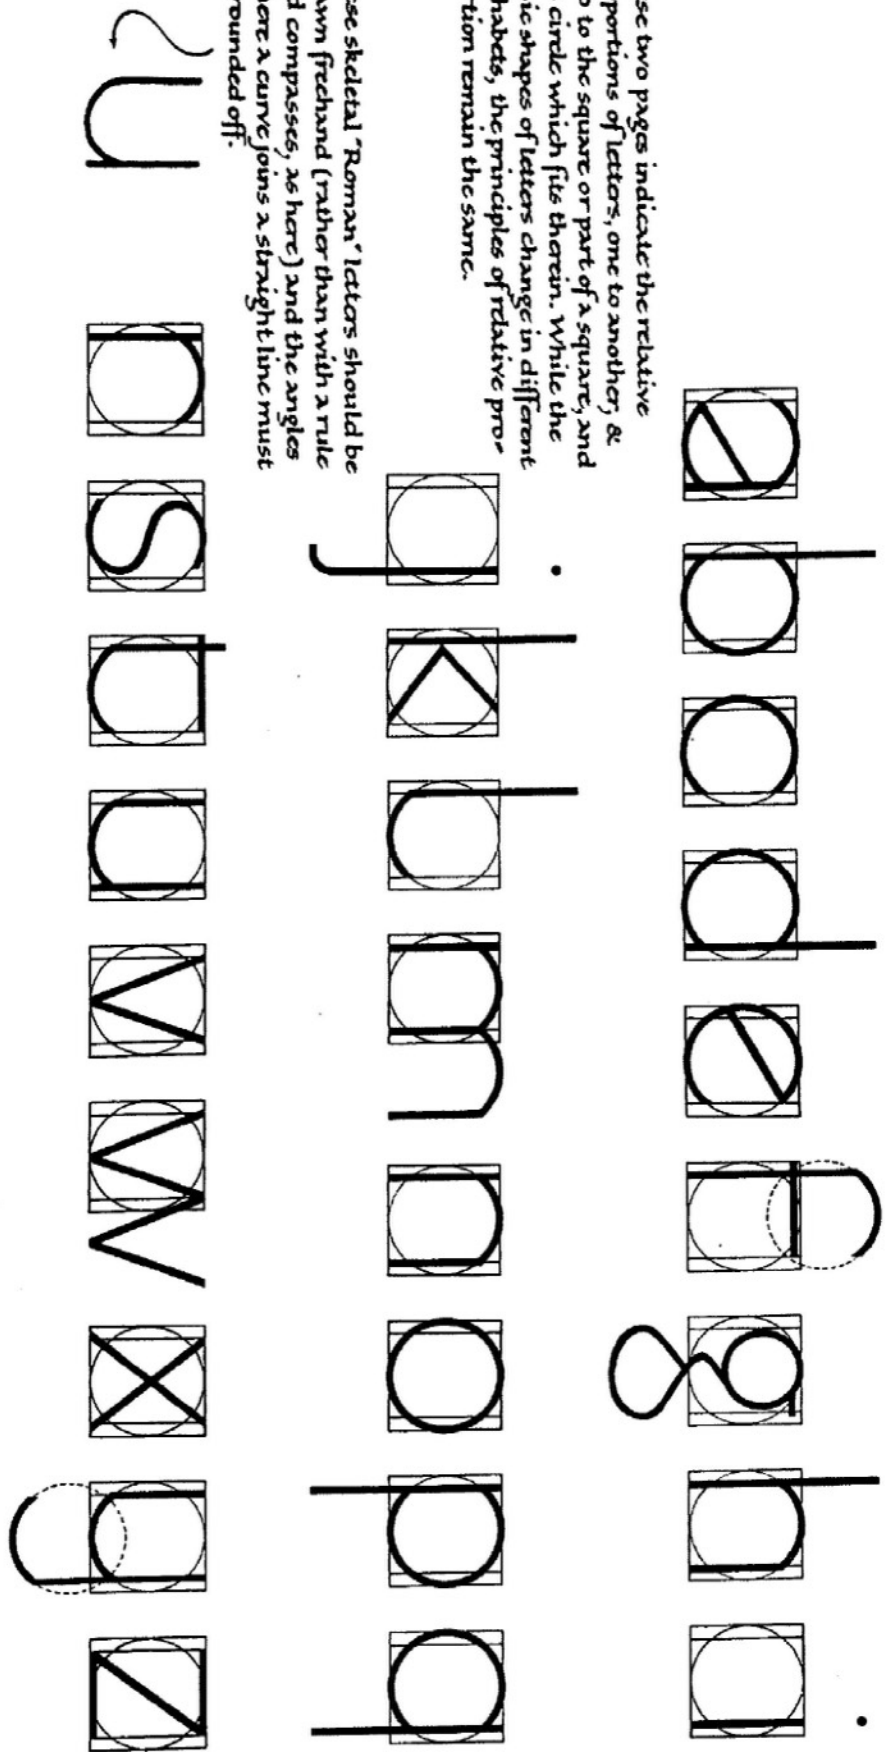 se two pages indicate the relative
portions of letters, one to another, &
to the square or part of a square, and
circle which fits therein. While the
ic shapes of letters change in different
habets, the principles of relative pro-
tion remain the same.
a b c d e f g h i
se skeletal "Roman" letters should be
awn freehand (rather than with a rule
d compasses, as here) and the angles
ere a curve joins a straight line must
rounded off.
j k l m n o p q
u
r s t u v w x y z